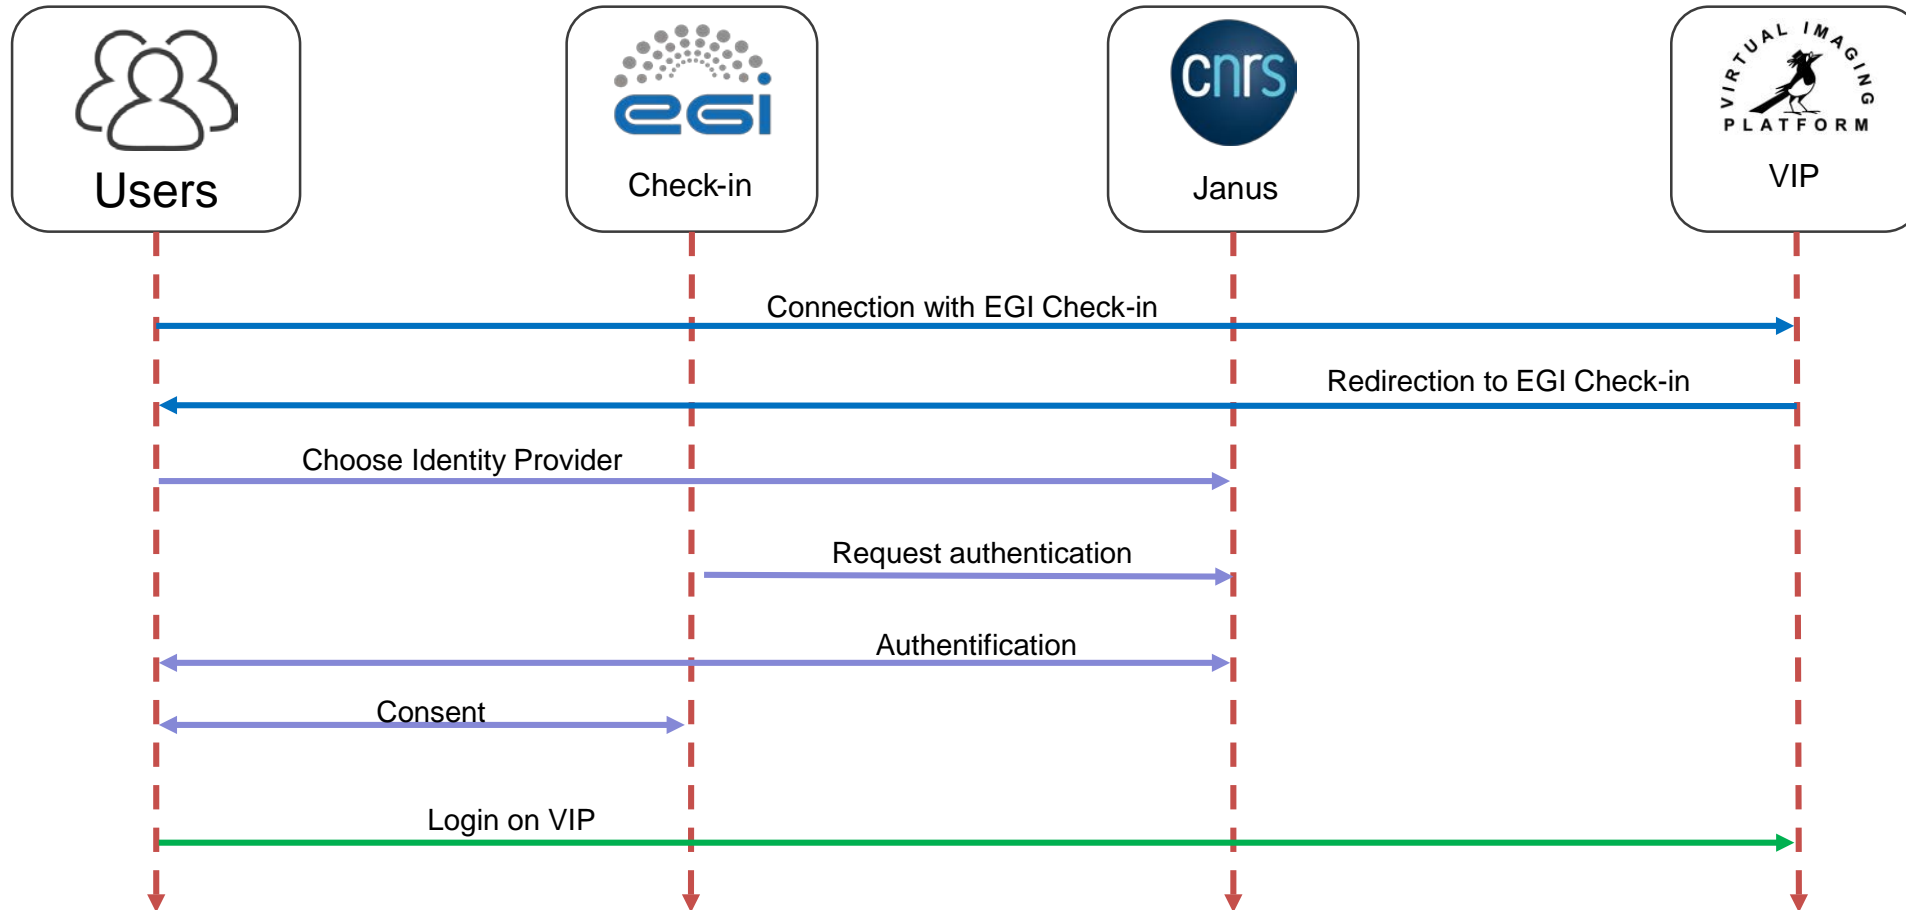 egi
cnrs
VIRTUAL IMAGING
PLATFORM
Users
Check-in
Janus
VIP
Connection with EGI Check-in
Redirection to EGI Check-in
Choose Identity Provider
Request authentication
Authentification
Consent
Login on VIP